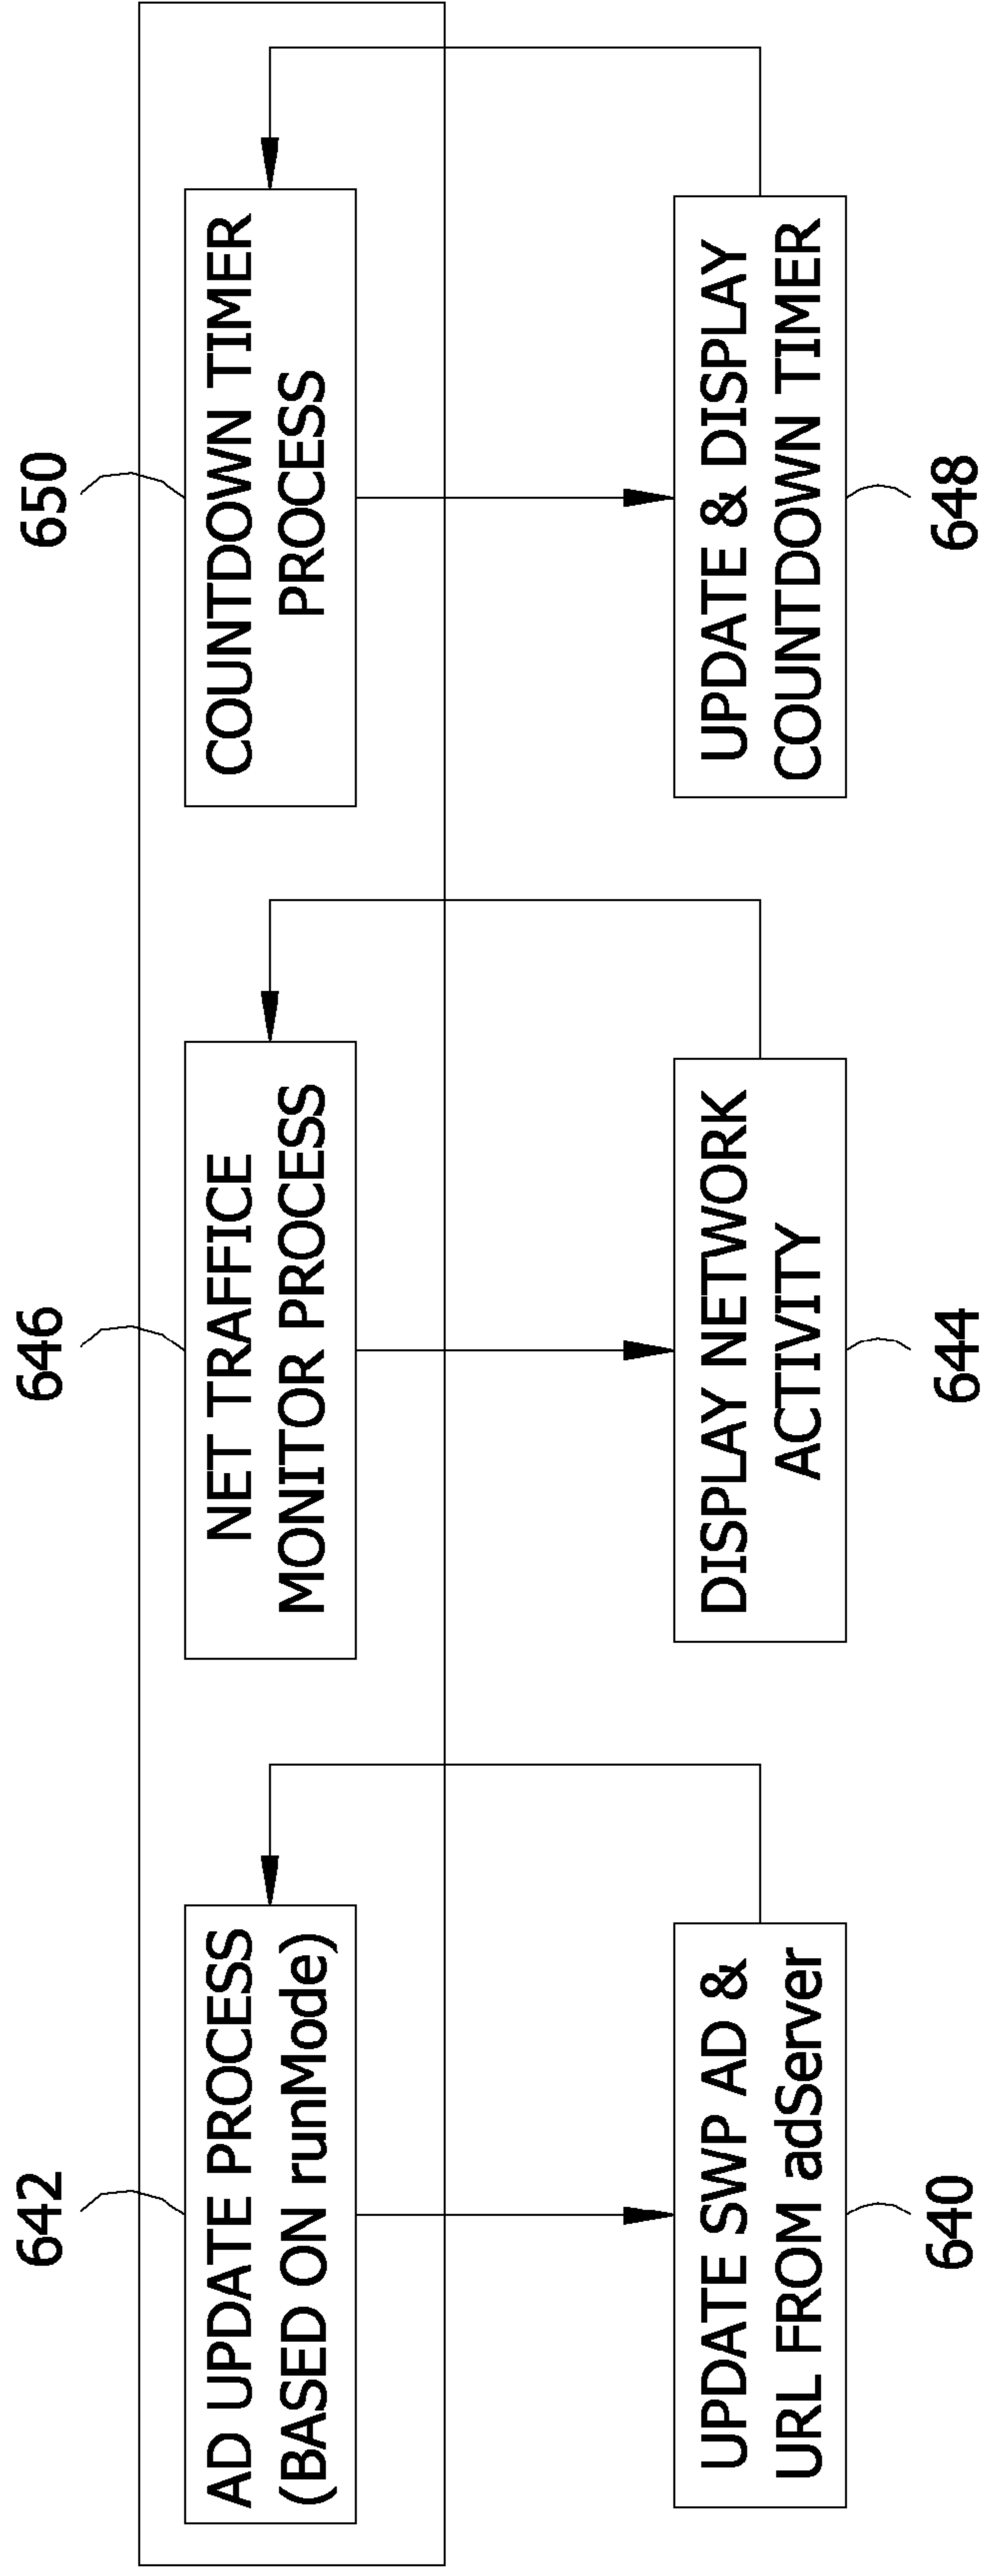 642
646
650
AD UPDATE PROCESS
(BASED ON runMode)
NET TRAFFICE
MONITOR PROCESS
COUNTDOWN TIMER
PROCESS
UPDATE SWP AD &
URL FROM adServer
DISPLAY NETWORK
ACTIVITY
UPDATE & DISPLAY
COUNTDOWN TIMER
640
644
648